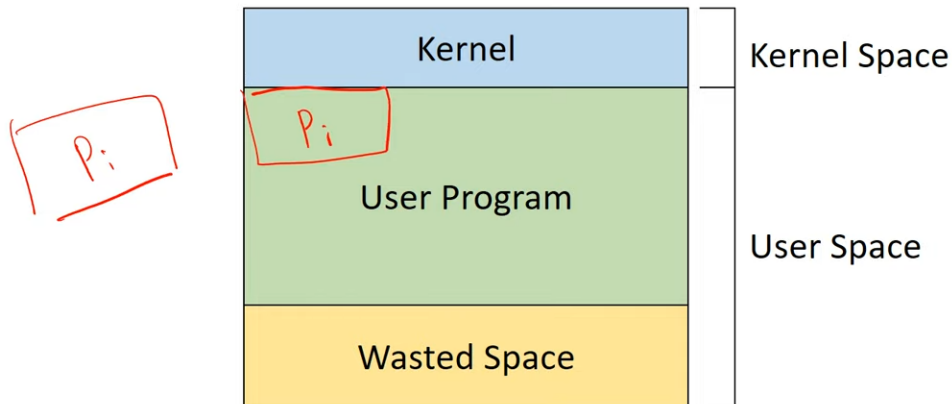 Kernel
Kernel Space
Pi
Pi
User Program
User Space
Wasted Space